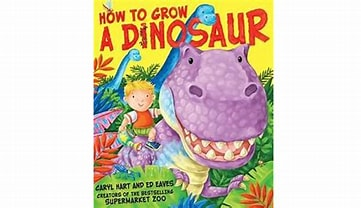 HOW TO GROW
A DINOSAUR
CARYL HART AND ED EAVES
CREATORS OF THE BESTSELLING
SUPERMARKET ZOO